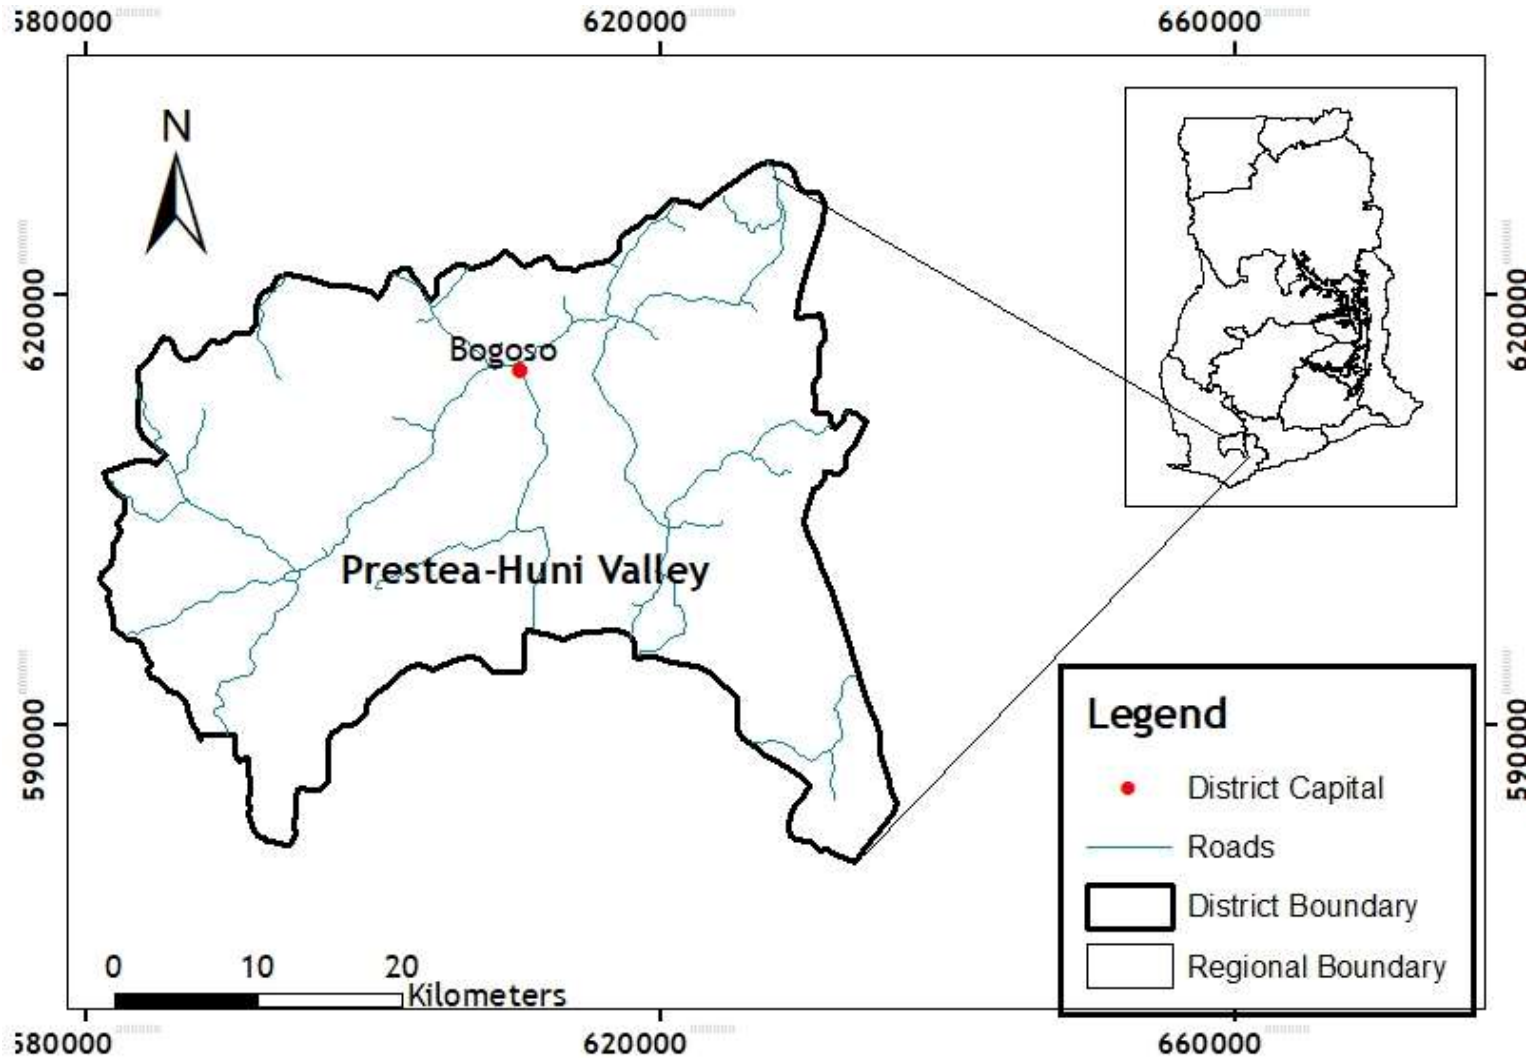 580000
620000
660000
N
620000
620000
Bogoso
Prestea-Huni Valley
590000
590000
Legend
District Capital
Roads
District Boundary
Regional Boundary
0 10 20
Kilometers
580000
620000
660000